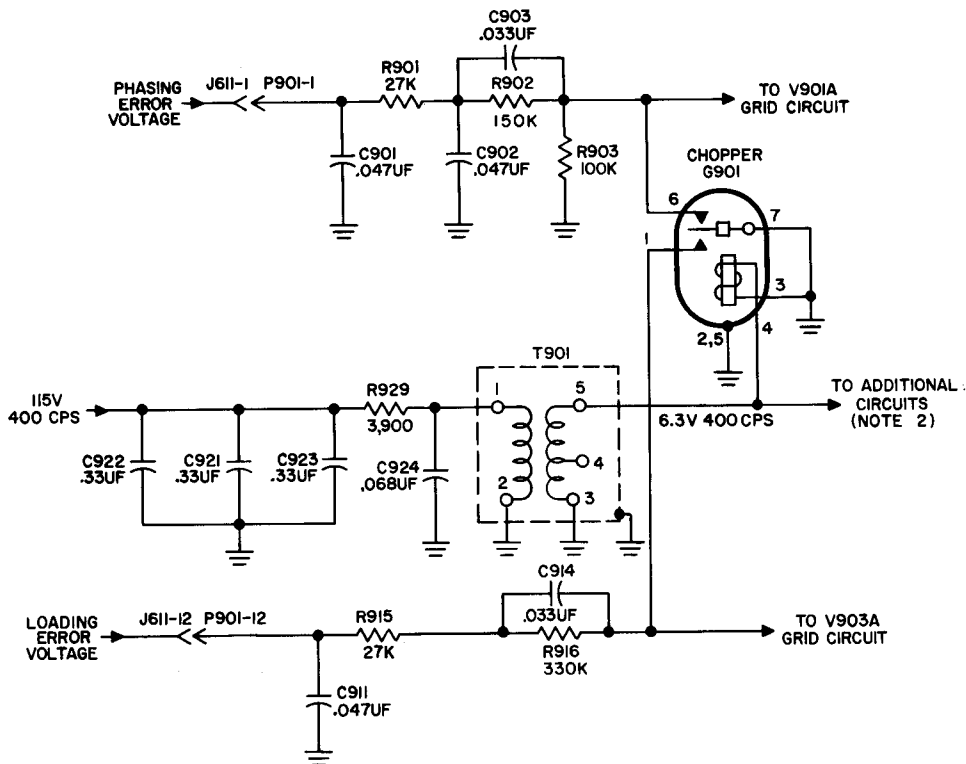 C903
.033UF
PHASING
ERROR
VOLTAGE
J611-1 P901-1
R901
27K
R902
150K
TO V901A
GRID CIRCUIT
C901
.047UF
C902
.047UF
R903
100K
CHOPPER
G901
6
7
1
3
2,5
4
T901
115V
400 CPS
R929
3,900
1
5
TO ADDITIONAL
CIRCUITS
(NOTE 2)
6.3V 400 CPS
C922
.33UF
C921
.33UF
C923
.33UF
C924
.068UF
4
2
3
C914
.033UF
LOADING
ERROR
VOLTAGE
J611-12 P901-12
R915
27K
R916
330K
TO V903A
GRID CIRCUIT
C911
.047UF